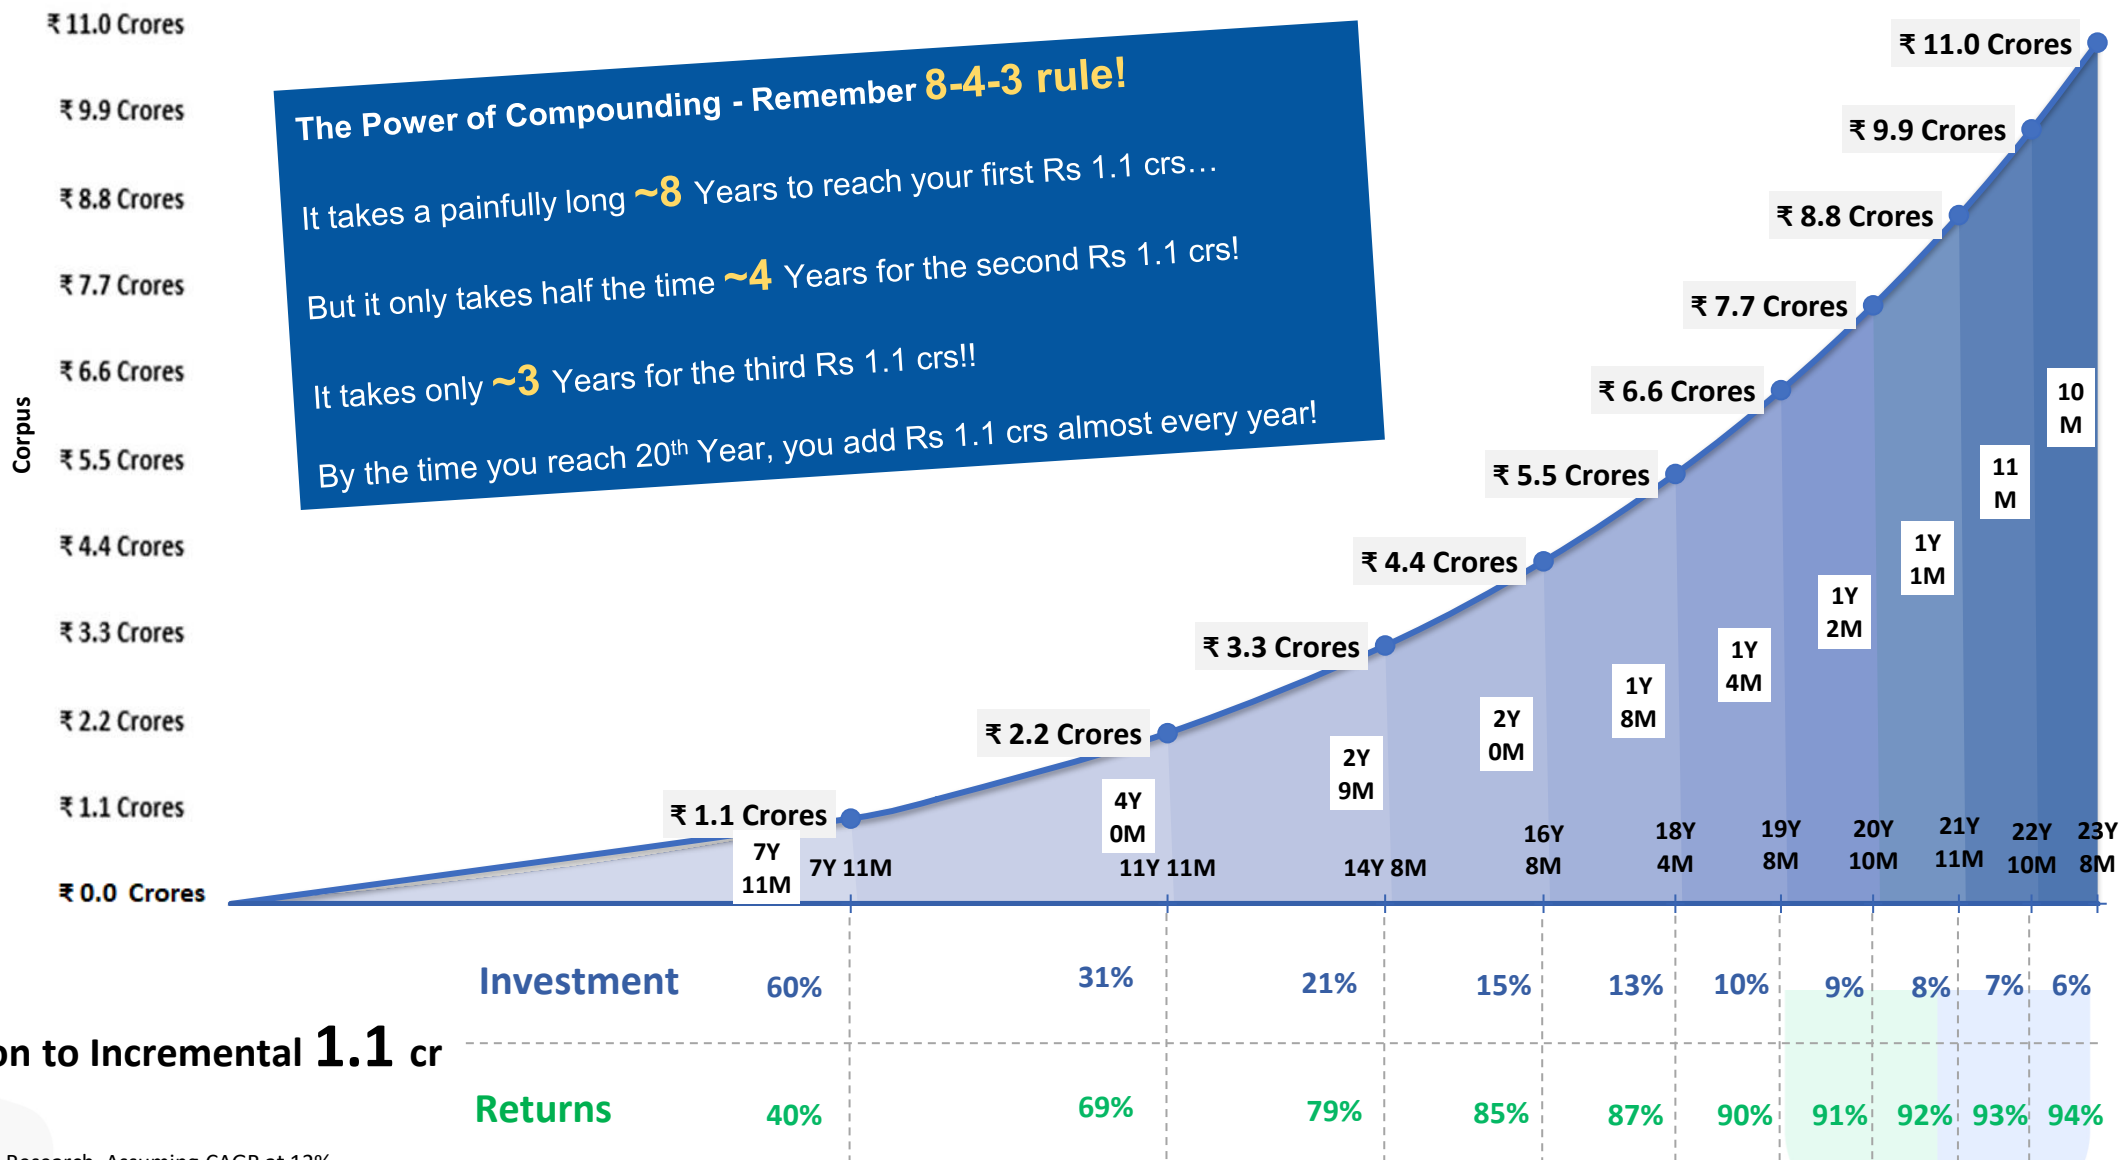 ₹ 11.0 Crores
₹ 9.9 Crores
₹ 8.8 Crores
₹ 7.7 Crores
₹ 6.6 Crores
₹ 5.5 Crores
₹ 4.4 Crores
₹ 3.3 Crores
₹ 2.2 Crores
₹ 1.1 Crores
₹ 0.0 Crores
Corpus
The Power of Compounding - Remember 8-4-3 rule!
It takes a painfully long ~8 Years to reach your first Rs 1.1 crs...
But it only takes half the time ~4 Years for the second Rs 1.1 crs!
It takes only ~3 Years for the third Rs 1.1 crs!!
By the time you reach 20th Year, you add Rs 1.1 crs almost every year!
₹ 11.0 Crores
₹ 9.9 Crores
₹ 8.8 Crores
₹ 7.7 Crores
₹ 6.6 Crores
₹ 5.5 Crores
₹ 4.4 Crores
₹ 3.3 Crores
₹ 2.2 Crores
₹ 1.1 Crores
7Y
11M
4Y
0M
2Y
9M
2Y
0M
1Y
8M
1Y
4M
1Y
2M
1Y
1M
11
M
10
M
7Y 11M
11Y 11M
14Y 8M
16Y
8M
18Y
4M
19Y
8M
20Y
10M
21Y
11M
22Y
10M
23Y
8M
Investment 60% 31% 21% 15% 13% 10% 9% 8% 7% 6%
on to Incremental 1.1 cr
Returns 40% 69% 79% 85% 87% 90% 91% 92% 93% 94%